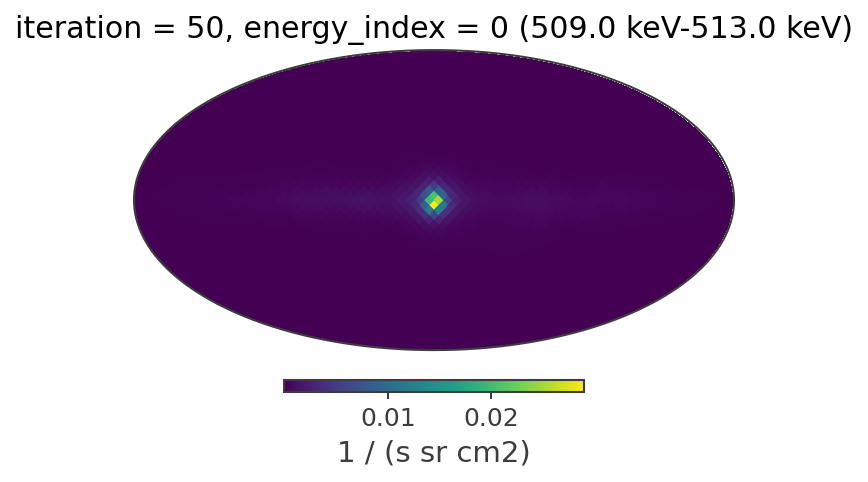 iteration = 50, energy_index = 0 (509.0 keV-513.0 keV)
0.01 0.02
1 / (s sr cm2)